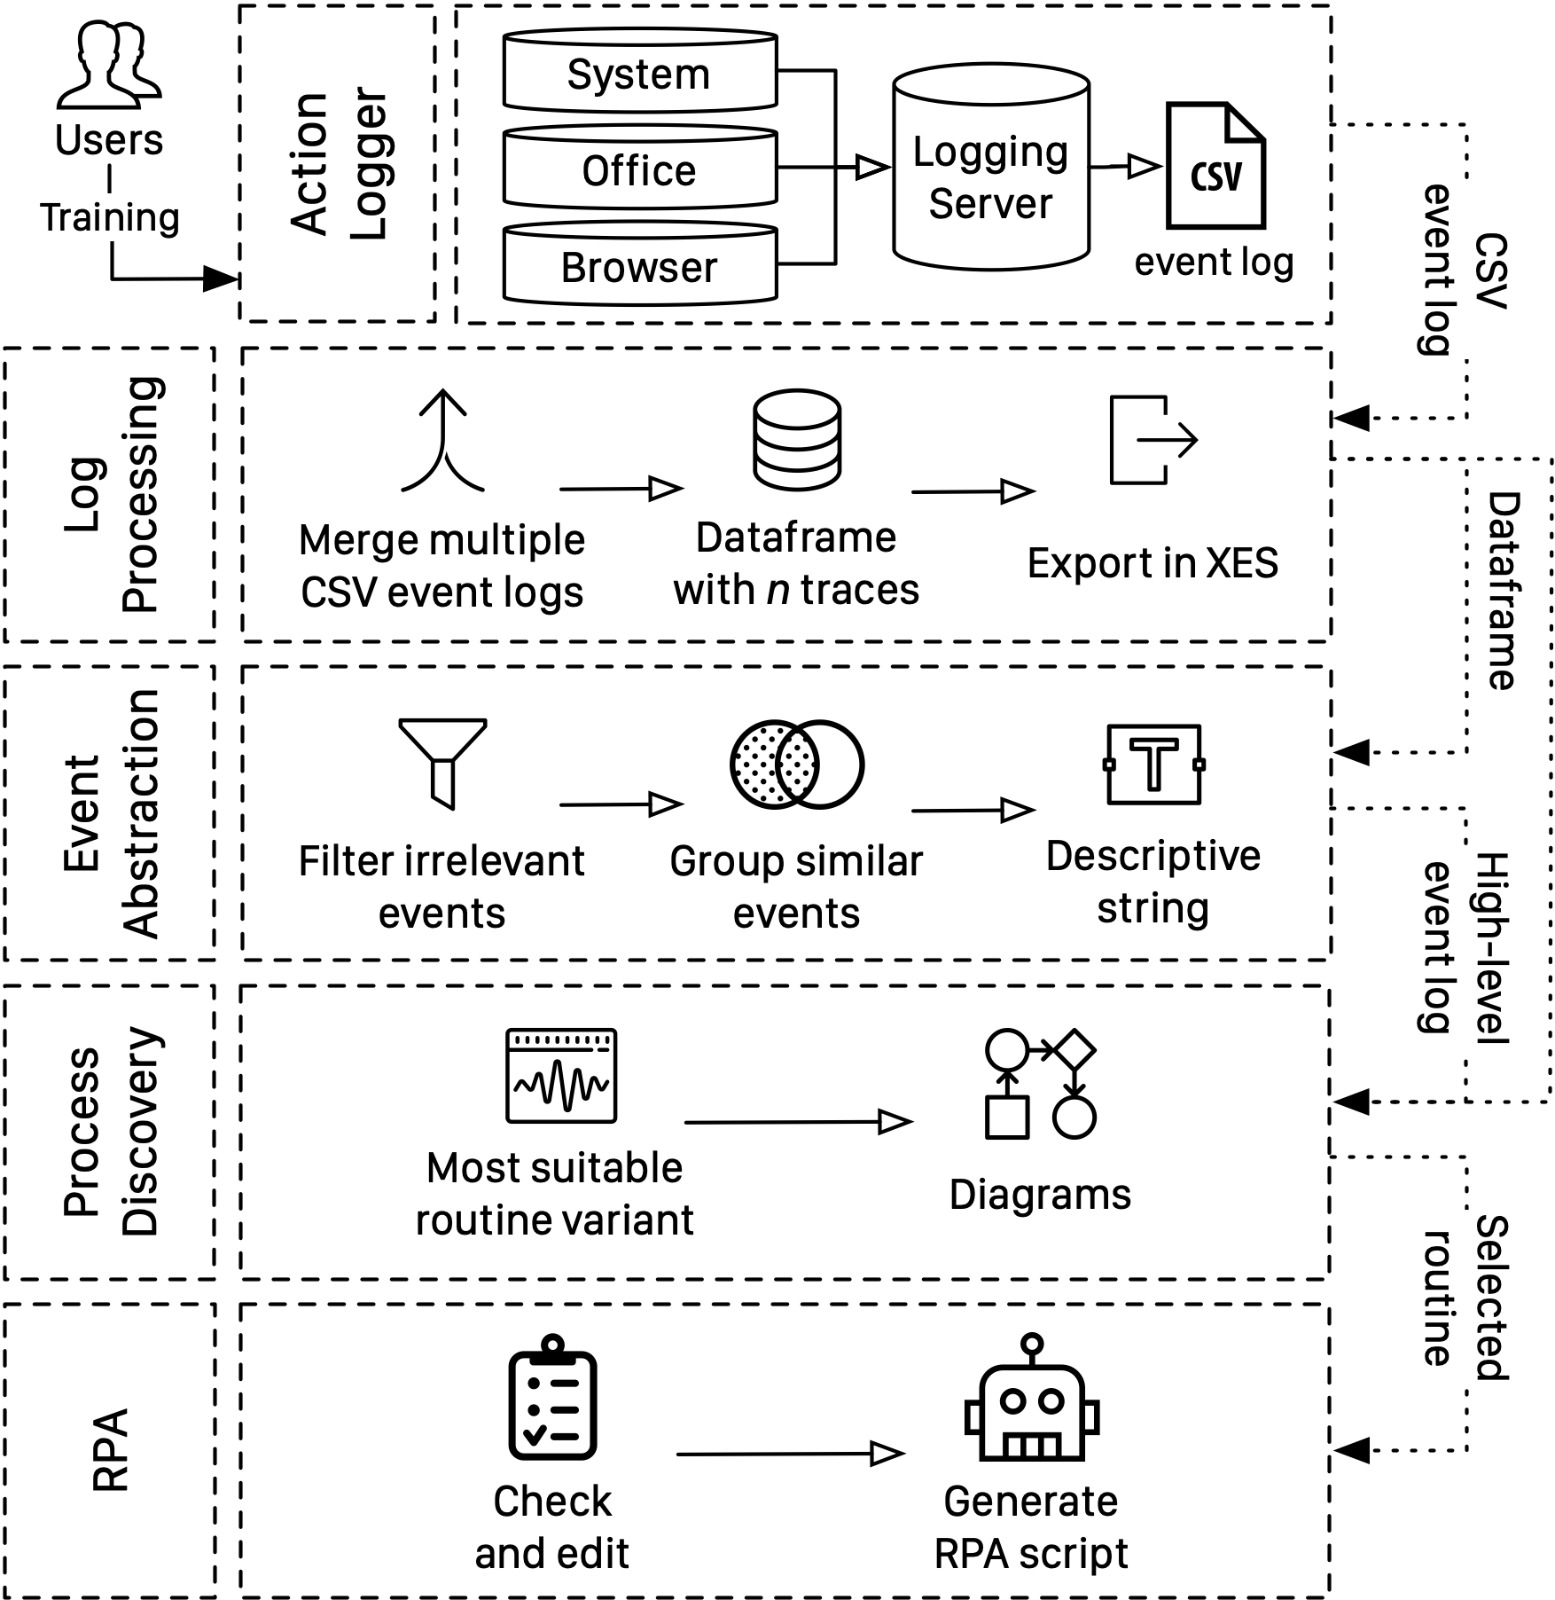 Users
Training
Action
Logger
System
Office
Browser
Logging
Server
CSV
event log
CSV
event log
Log
Processing
Merge multiple
CSV event logs
Dataframe
with n traces
Export in XES
Dataframe
Event
Abstraction
Filter irrelevant
events
Group similar
events
T
Descriptive
string
High-level
event log
Process
Discovery
Most suitable
routine variant
Diagrams
Selected
routine
RPA
Check
and edit
Generate
RPA script